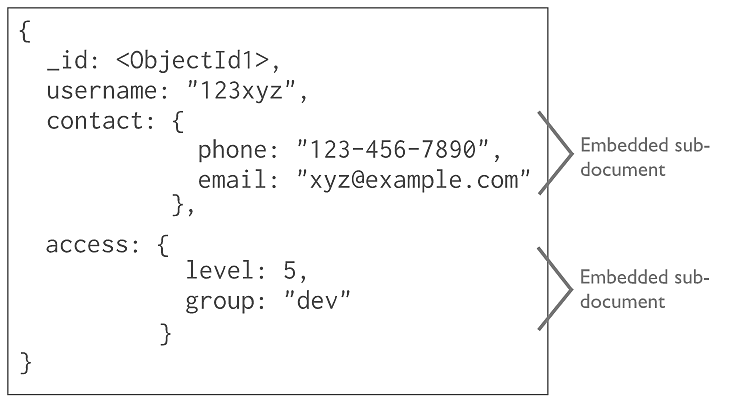 {
_id: <ObjectId1>,
username: "123xyz",
contact: {
phone: "123-456-7890",
email: "xyz@example.com"
},
Embedded sub-
document
access: {
level: 5,
group: "dev"
}
Embedded sub-
document
}